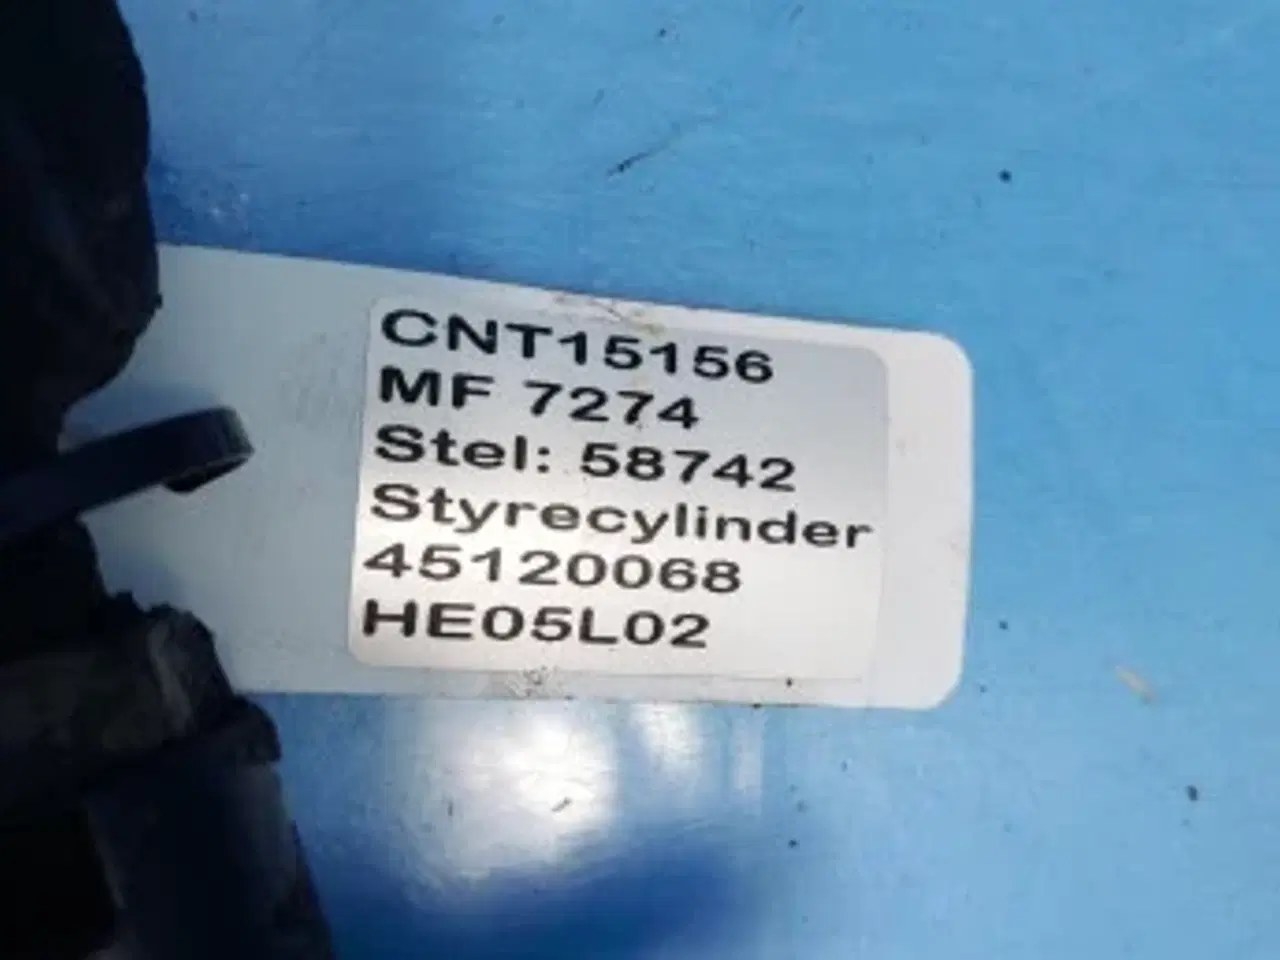 CNT15156
MF 7274
Stel: 58742
Styrecylinder
45120068
HE05L02